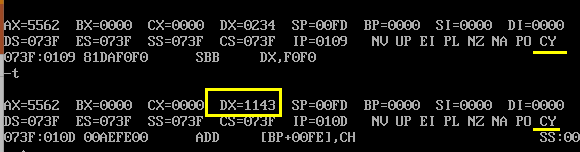 AX=5562 BX=0000 CX=0000 DX=0234 SP=00FD BP=0000 SI=0000 DI=0000
DS=073F ES=073F SS=073F CS=073F IP=0109 NV UP EI PL NZ NA PO CY
073F:0109 81DAF0F0 SBB DX,F0F0
-t
AX=5562 BX=0000 CX=0000 DX=1143 SP=00FD BP=0000 SI=0000 DI=0000
DS=073F ES=073F SS=073F CS=073F IP=010D NV UP EI PL NZ NA PO CY
073F:010D 00AEFE00 ADD [BP+00FE],CH SS:00